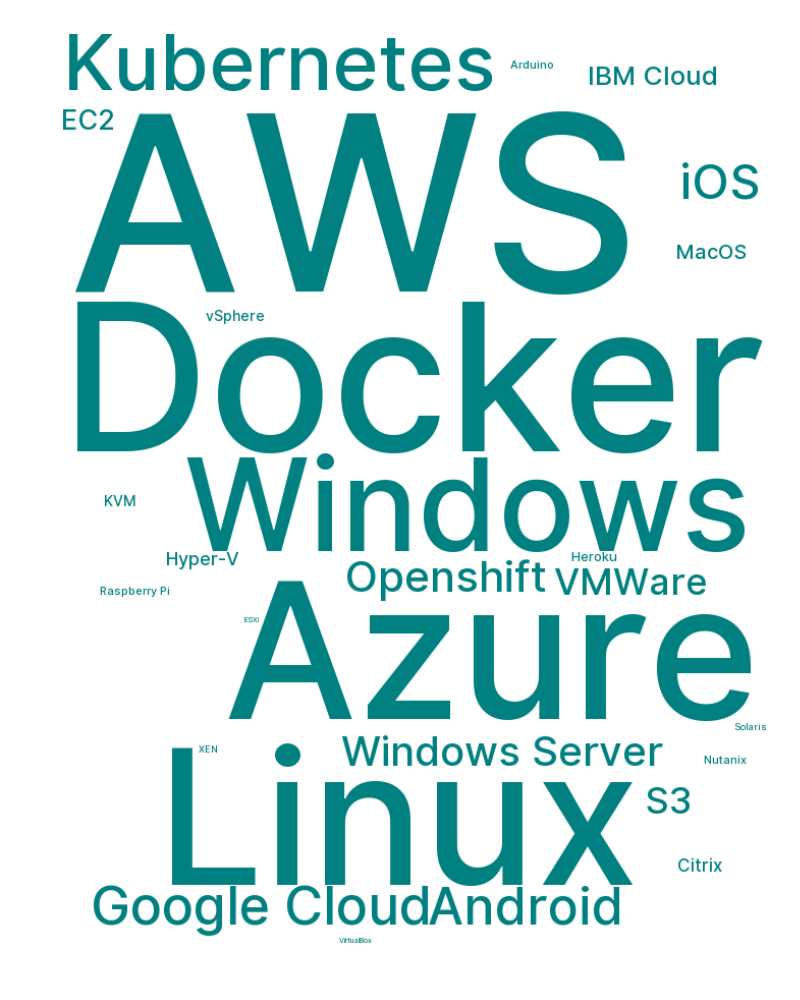 Kubernetes
Arduino
IBM Cloud
EC2
AWS
iOS
MacOS
Docker
vSphere
Windows
KVM
Hyper-V
Heroku
Openshift
VMWare
Raspberry Pi
Azure
ESXi
Solaris
Windows Server
XEN
Nutanix
Linux
S3
Citrix
Google Cloud
Android
VirtualBox